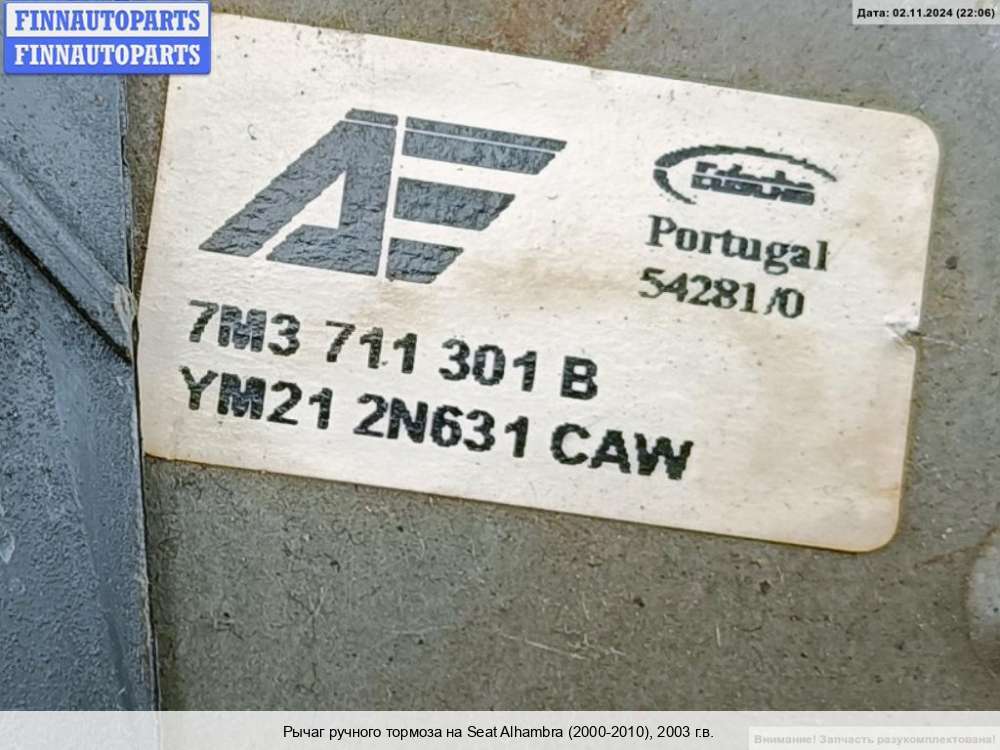 FINNAUTOPARTS
FINNAUTOPARTS
Дата: 02.11.2024 (22:06)
AE
Portugal
54281/0
7M3 711 301 B
YM21 2N631 CAW
Рычаг ручного тормоза на Seat Alhambra (2000-2010), 2003 г.в.
Внимание! Запчасть разукомплектована!